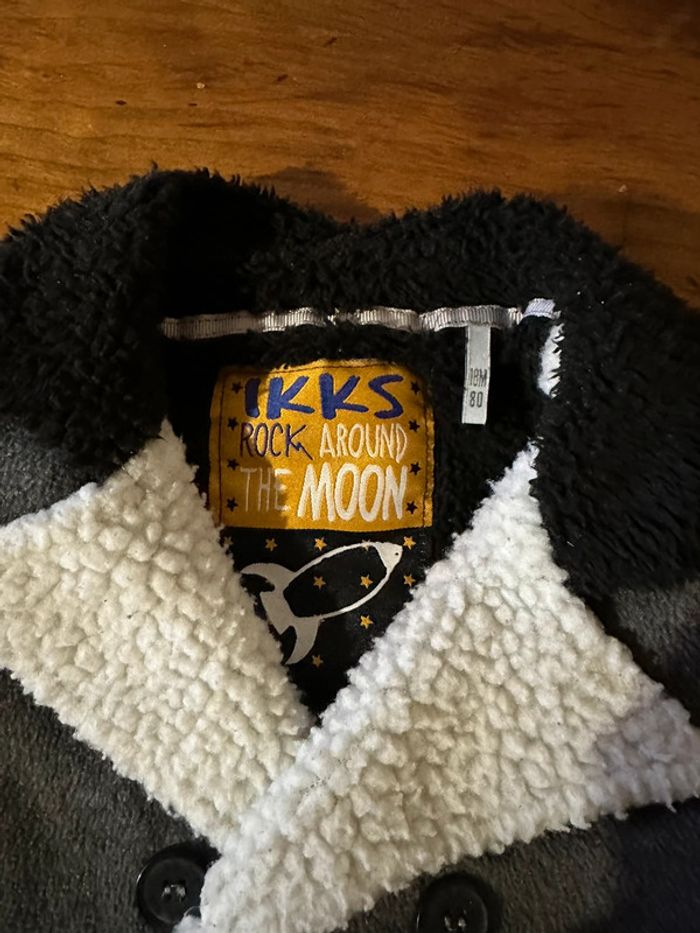 IKKS
ROCK AROUND
THE MOON
18M
80